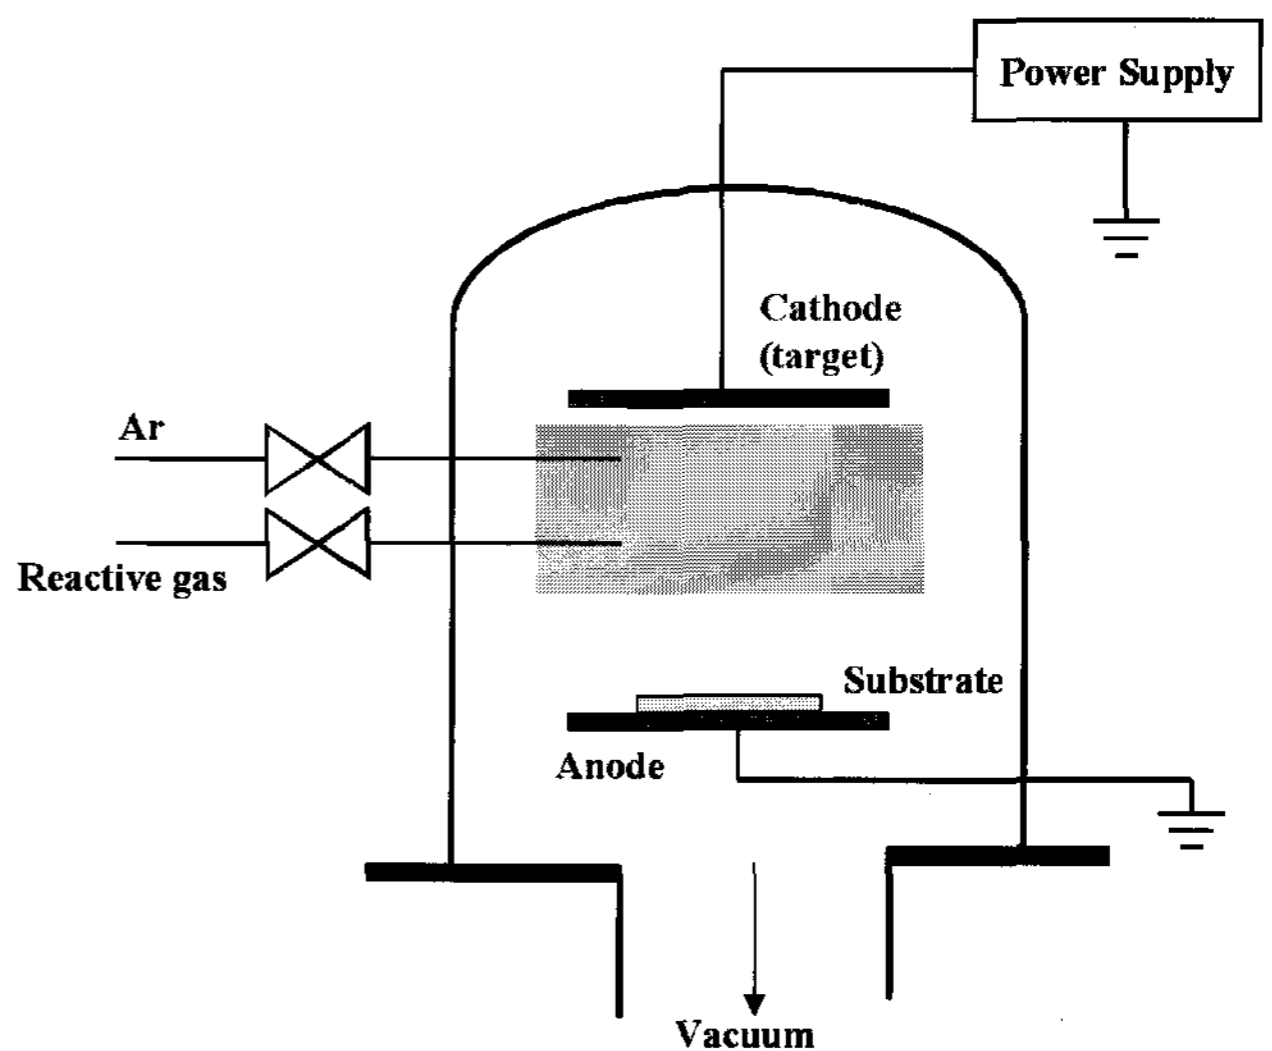 Power Supply
Cathode
(target)
Ar
Reactive gas
Substrate
Anode
Vacuum